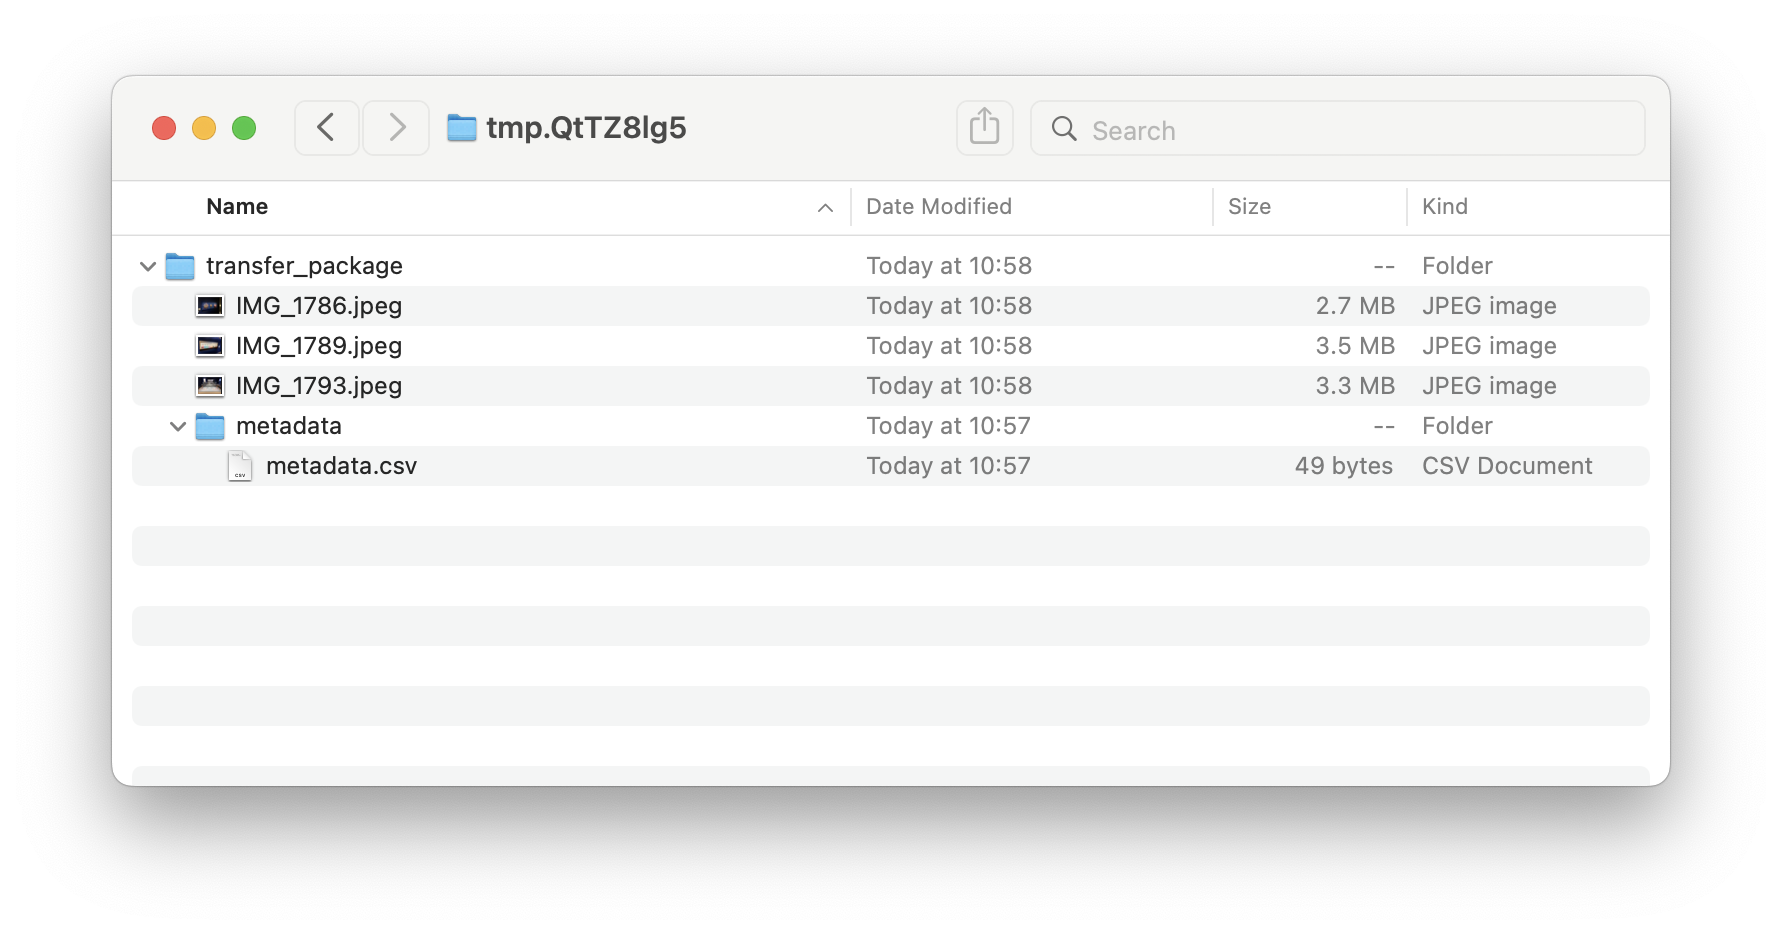 tmp.QtTZ8lg5
Search
Name Date Modified Size Kind
transfer_package Today at 10:58 -- Folder
IMG_1786.jpeg Today at 10:58 2.7 MB JPEG image
IMG_1789.jpeg Today at 10:58 3.5 MB JPEG image
IMG_1793.jpeg Today at 10:58 3.3 MB JPEG image
metadata Today at 10:57 -- Folder
metadata.csv Today at 10:57 49 bytes CSV Document